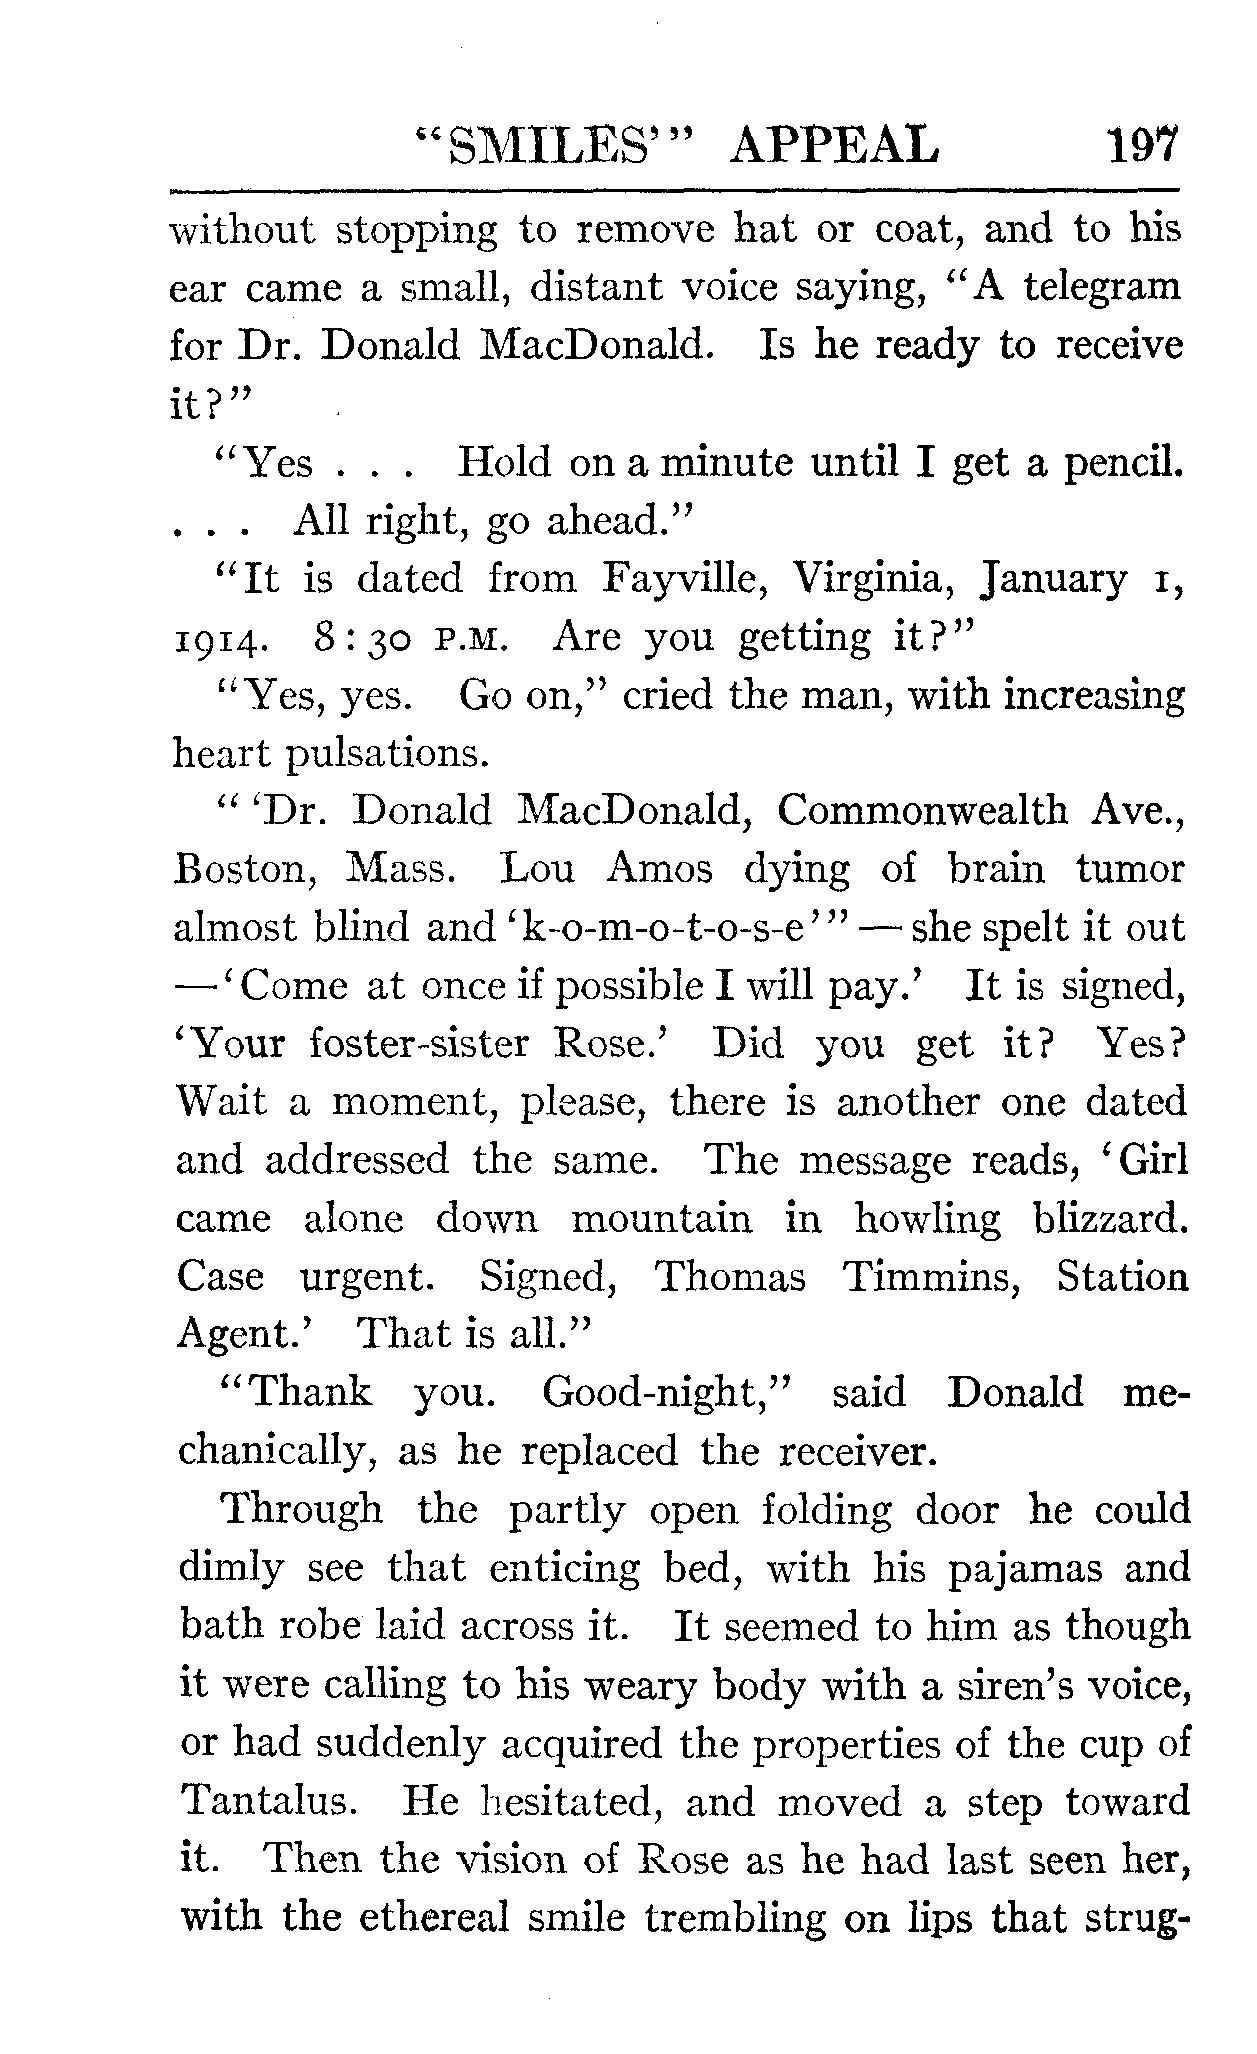 "SMILES'" APPEAL 197
without stopping to remove hat or coat, and to his
ear came a small, distant voice saying, "A telegram
for Dr. Donald MacDonald. Is he ready to receive
it?"
"Yes . . . Hold on a minute until I get a pencil.
. . . All right, go ahead."
"It is dated from Fayville, Virginia, January 1,
1914. 8:30 P.M. Are you getting it?"
"Yes, yes. Go on," cried the man, with increasing
heart pulsations.
" 'Dr. Donald MacDonald, Commonwealth Ave.,
Boston, Mass. Lou Amos dying of brain tumor
almost blind and 'k-o-m-o-t-o-s-e'" — she spelt it out
—'Come at once if possible I will pay.' It is signed,
'Your foster-sister Rose.' Did you get it? Yes?
Wait a moment, please, there is another one dated
and addressed the same. The message reads, 'Girl
came alone down mountain in howling blizzard.
Case urgent. Signed, Thomas Timmins, Station
Agent.' That is all."
"Thank you. Good-night," said Donald me-
chanically, as he replaced the receiver.
Through the partly open folding door he could
dimly see that enticing bed, with his pajamas and
bath robe laid across it. It seemed to him as though
it were calling to his weary body with a siren's voice,
or had suddenly acquired the properties of the cup of
Tantalus. He hesitated, and moved a step toward
it. Then the vision of Rose as he had last seen her,
with the ethereal smile trembling on lips that strug-